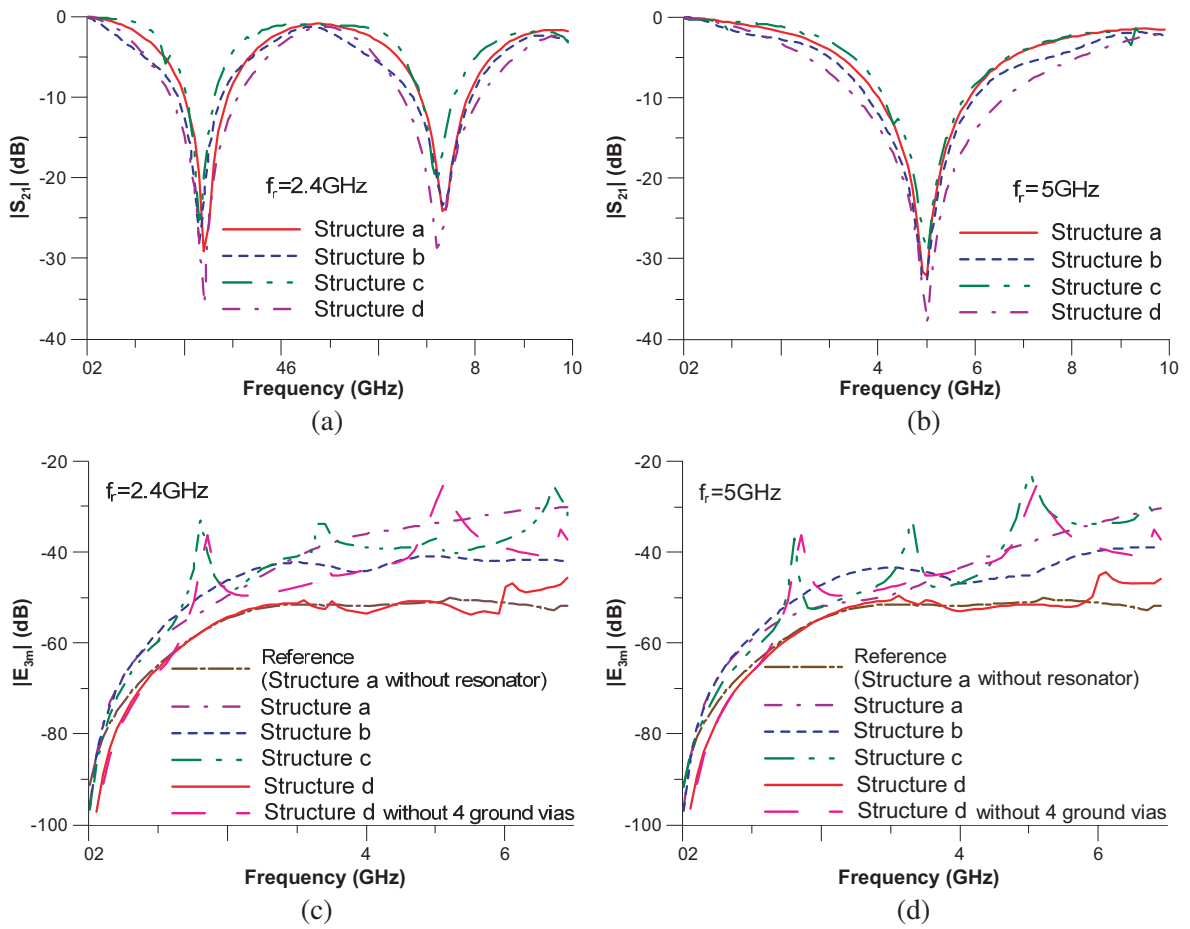 0
-10
-20
-30
-40
|S21| (dB)
fr=2.4GHz
Structure a
Structure b
Structure c
Structure d
02
46
8
10
Frequency (GHz)
(a)
0
-10
-20
-30
-40
|S21| (dB)
fr=5GHz
Structure a
Structure b
Structure c
Structure d
02
4
6
8
10
Frequency (GHz)
(b)
-20
-40
-60
-80
-100
|E3m| (dB)
fr=2.4GHz
Reference
(Structure a without resonator)
Structure a
Structure b
Structure c
Structure d
Structure d without 4 ground vias
02
4
6
Frequency (GHz)
(c)
-20
-40
-60
-80
-100
|E3m| (dB)
fr=5GHz
Reference
(Structure a without resonator)
Structure a
Structure b
Structure c
Structure d
Structure d without 4 ground vias
02
4
6
Frequency (GHz)
(d)